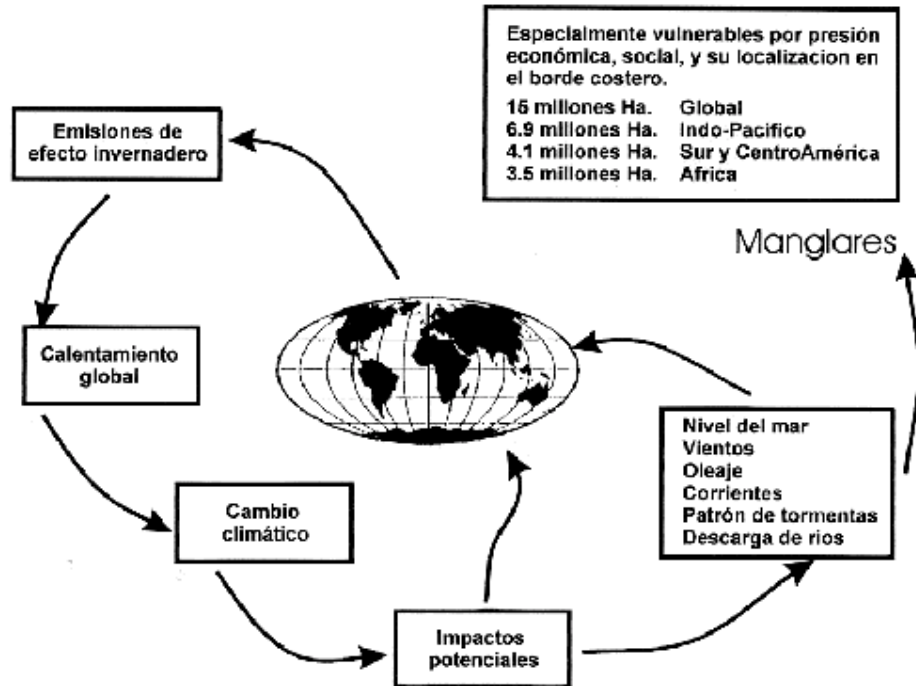 Especialmente vulnerables por presión
económica, social, y su localizacion en
el borde costero.
15 millones Ha. Global
6.9 millones Ha. Indo-Pacifico
4.1 millones Ha. Sur y CentroAmérica
3.5 millones Ha. Africa
Manglares
Emisiones de
efecto invernadero
Calentamiento
global
Cambio
climático
Impactos
potenciales
Nivel del mar
Vientos
Oleaje
Corrientes
Patrón de tormentas
Descarga de rios